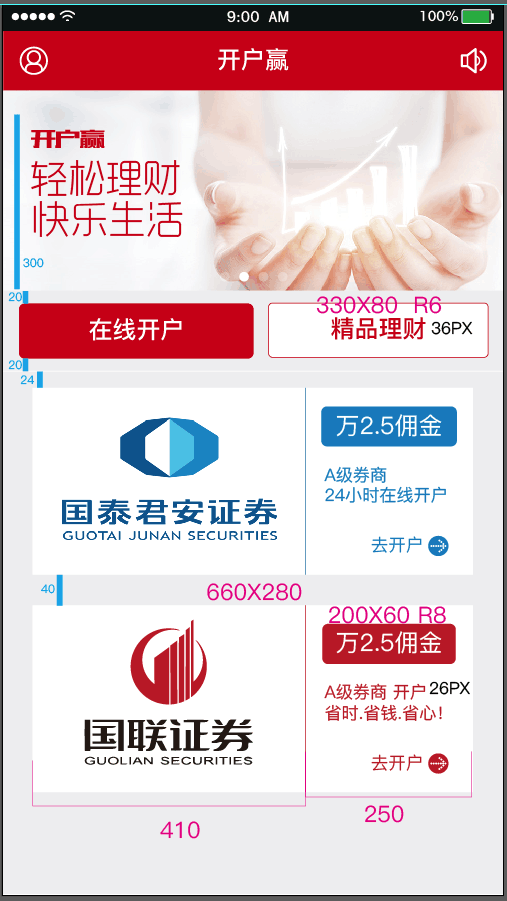 9:00 AM
100%
开户赢
开户赢
轻松理财
快乐生活
300
20
330X80 R6
在线开户
精品理财 36PX
20
24
国泰君安证券
GUOTAI JUNAN SECURITIES
万2.5佣金
A级券商
24小时在线开户
去开户
40
660X280
200X60 R8
国联证券
GUOLIAN SECURITIES
万2.5佣金
A级券商 开户 26PX
省时.省钱.省心!
去开户
410
250